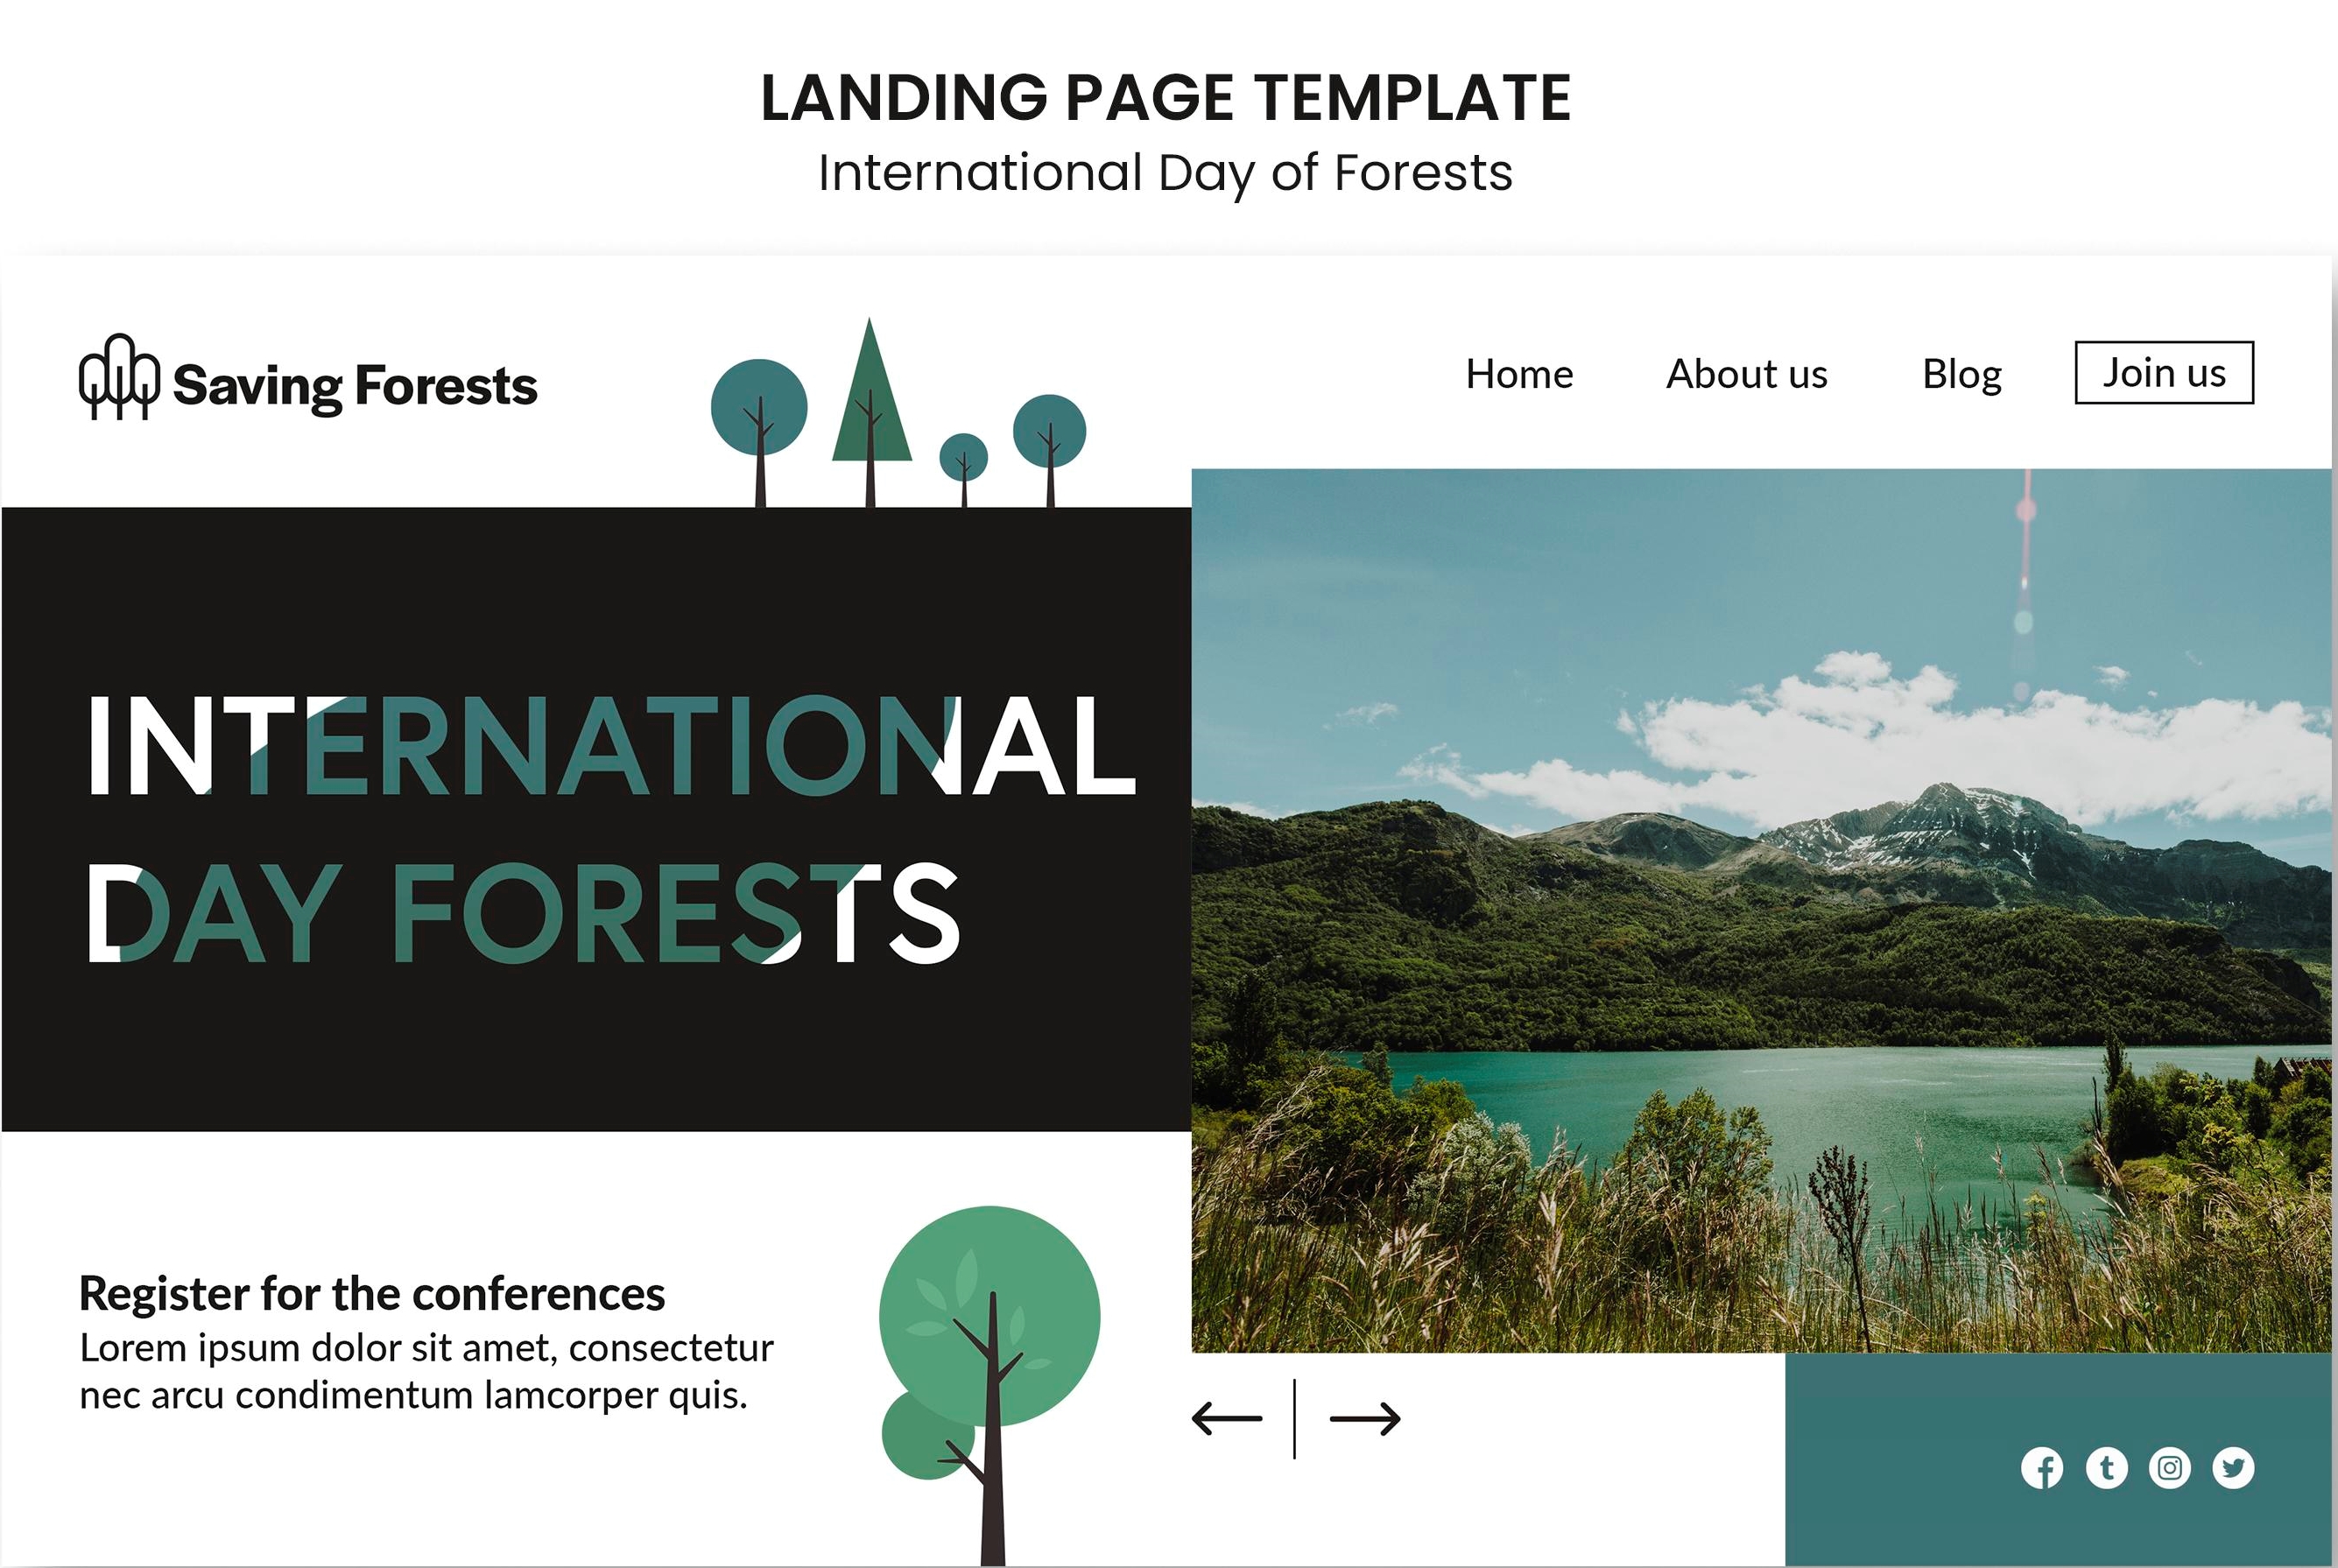 LANDING PAGE TEMPLATE
International Day of Forests
Saving Forests
Home
About us
Blog
Join us
INTERNATIONAL
DAY FORESTS
Register for the conferences
Lorem ipsum dolor sit amet, consectetur
nec arcu condimentum lamcorper quis.